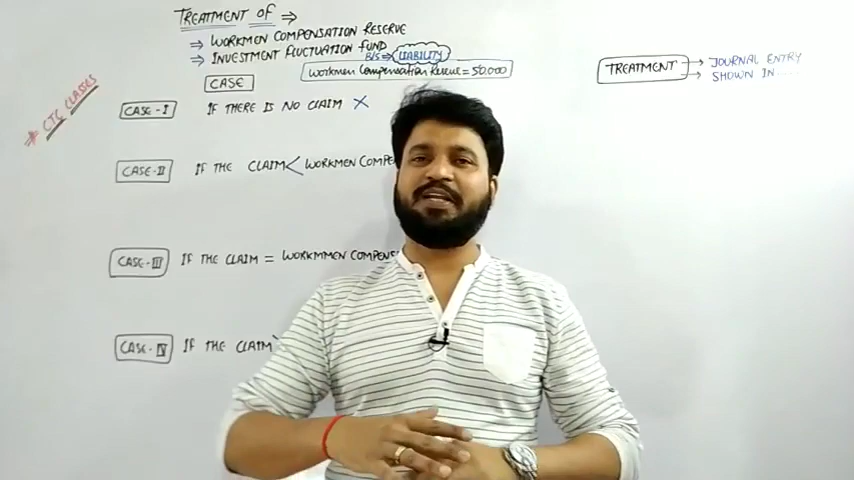 TREATMENT OF ⇒
⇒ WORKMEN COMPENSATION RESERVE
⇒ INVESTMENT FLUCTUATION FUND
B/S ⇒ LIABILITY
Workmen Compensation Rescue = 50,000
CASE
TREATMENT → JOURNAL ENTRY
→ SHOWN IN ....
* CTC CLASSES
CASE-I IF THERE IS NO CLAIM X
CASE-II IF THE CLAIM < WORKMEN COMPE
CASE-III IF THE CLAIM = WORKMMEN COMPENS
CASE-IV IF THE CLAIM